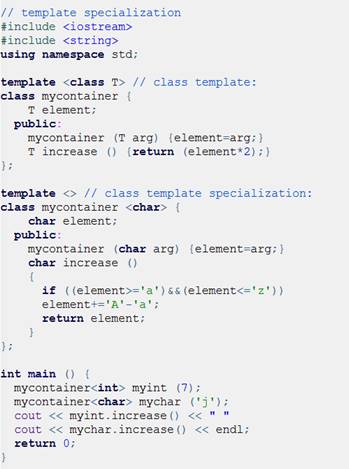 // template specialization
#include <iostream>
#include <string>
using namespace std;

template <class T> // class template:
class mycontainer {
    T element;
  public:
    mycontainer (T arg) {element=arg;}
    T increase () {return (element*2);}
};

template <> // class template specialization:
class mycontainer <char> {
    char element;
  public:
    mycontainer (char arg) {element=arg;}
    char increase ()
    {
      if ((element>='a')&&(element<='z'))
      element+='A'-'a';
      return element;
    }
};

int main () {
  mycontainer<int> myint (7);
  mycontainer<char> mychar ('j');
  cout << myint.increase() << " "
  cout << mychar.increase() << endl;
  return 0;
}